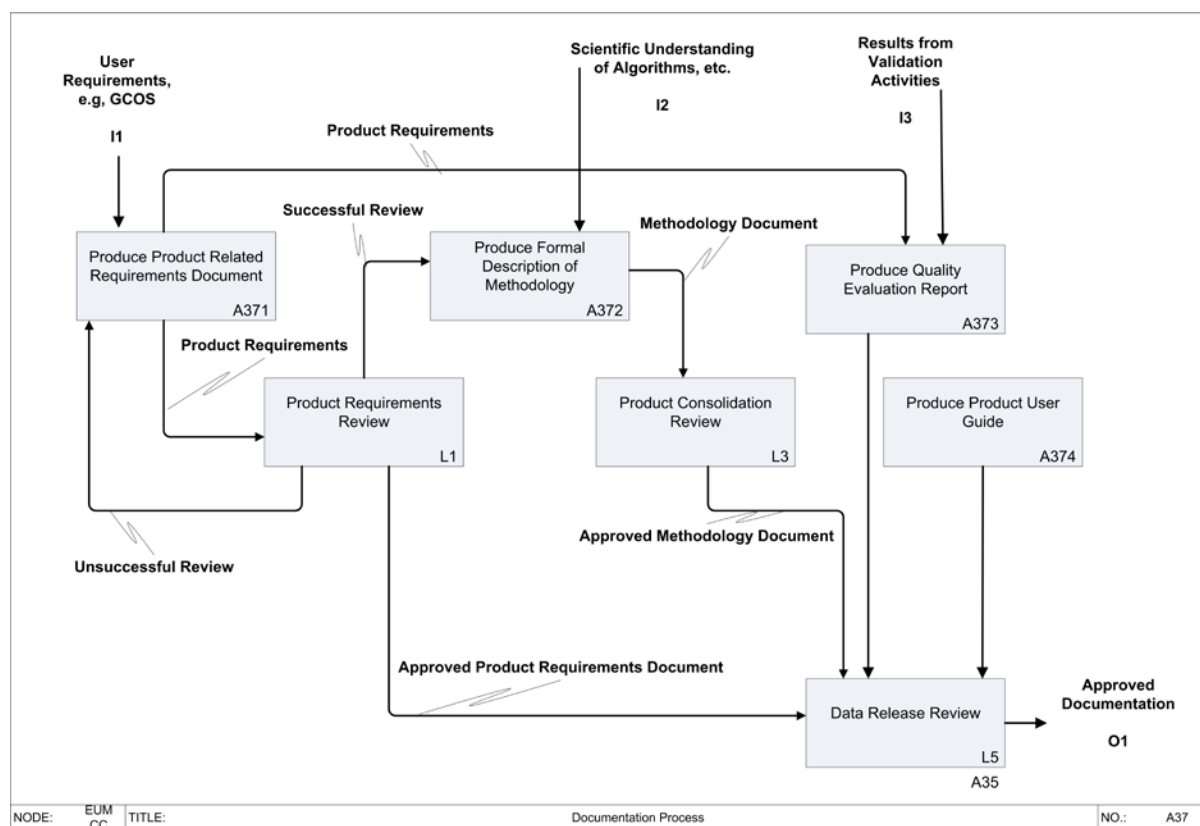 User
Requirements,
e.g, GCOS
I1
Scientific Understanding
of Algorithms, etc.
I2
Results from
Validation
Activities
I3
Product Requirements
Successful Review
Methodology Document
Produce Product Related
Requirements Document
A371
Produce Formal
Description of
Methodology
A372
Produce Quality
Evaluation Report
A373
Product Requirements
Product Requirements
Review
L1
Product Consolidation
Review
L3
Produce Product User
Guide
A374
Unsuccessful Review
Approved Methodology Document
Approved Product Requirements Document
Data Release Review
L5
A35
Approved
Documentation
O1
NODE:
EUM
CC
TITLE:
Documentation Process
NO.:
A37